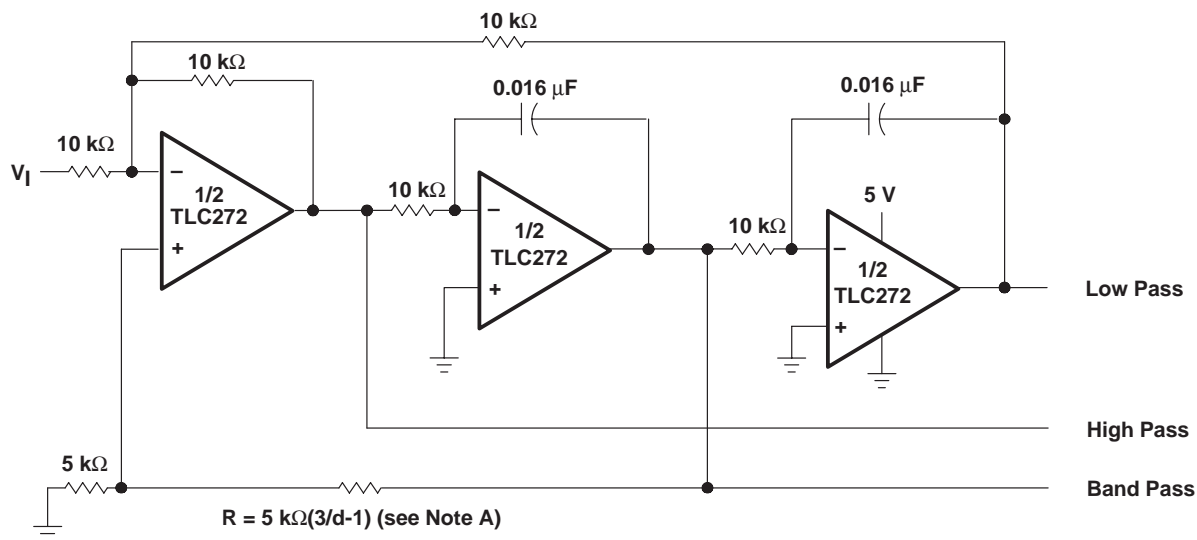 10 kΩ
10 kΩ
0.016 μF
0.016 μF
10 kΩ
VI
−
1/2
TLC272
+
10 kΩ
−
1/2
TLC272
+
5 V
10 kΩ
−
1/2
TLC272
+
Low Pass
High Pass
5 kΩ
Band Pass
R = 5 kΩ(3/d-1) (see Note A)